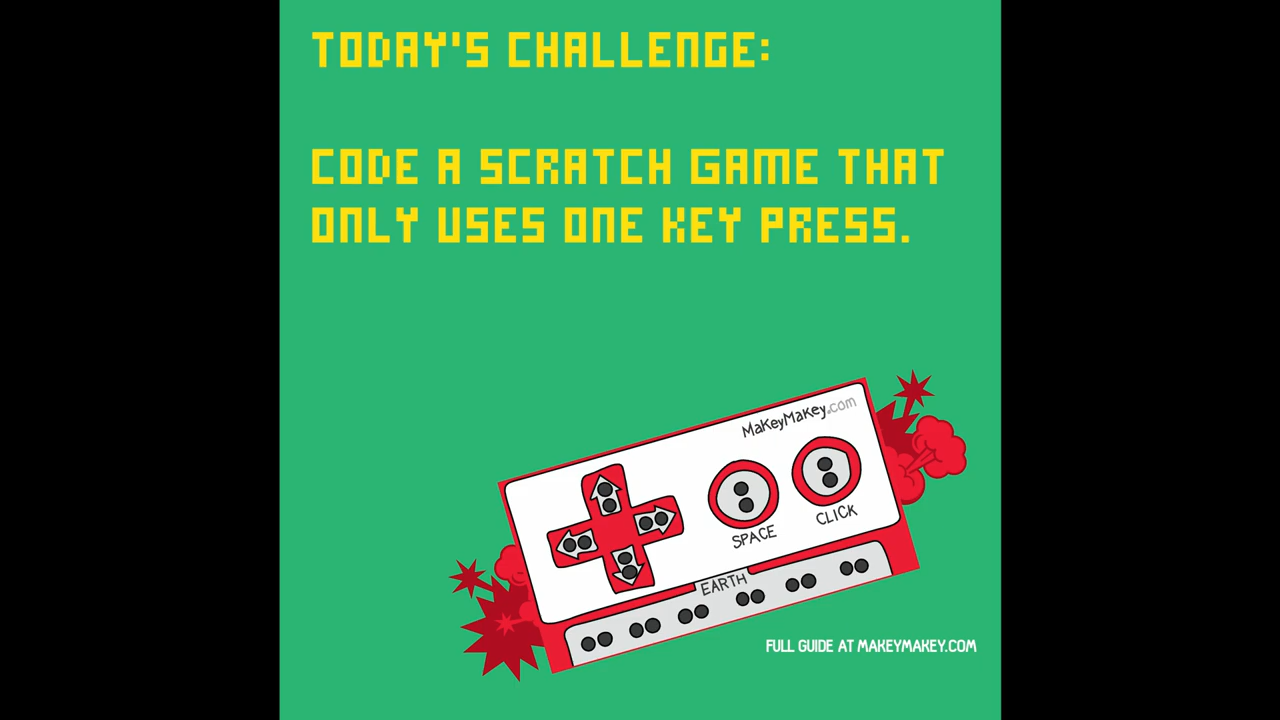 TODAY'S CHALLENGE:
CODE A SCRATCH GAME THAT
ONLY USES ONE KEY PRESS.
MaKeyMaKey.com
SPACE
CLICK
EARTH
FULL GUIDE AT MAKEYMAKEY.COM